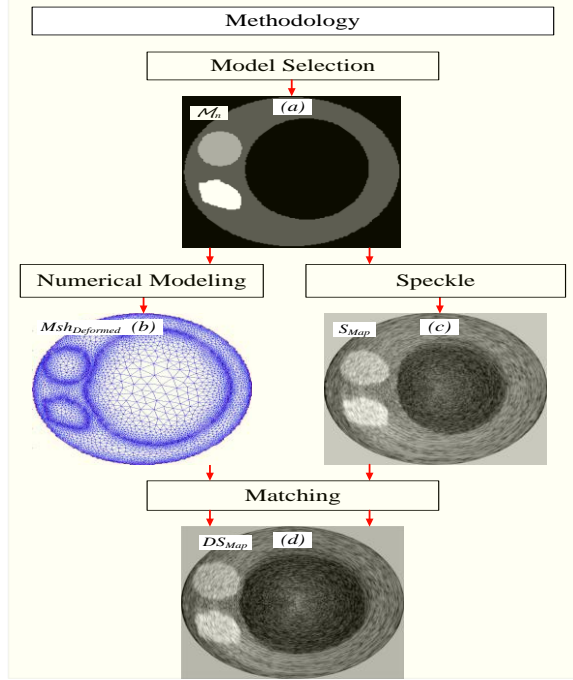 Methodology
Model Selection
Mn (a)
Numerical Modeling
Speckle
MshDeformed (b)
SMap (c)
Matching
DSMap (d)